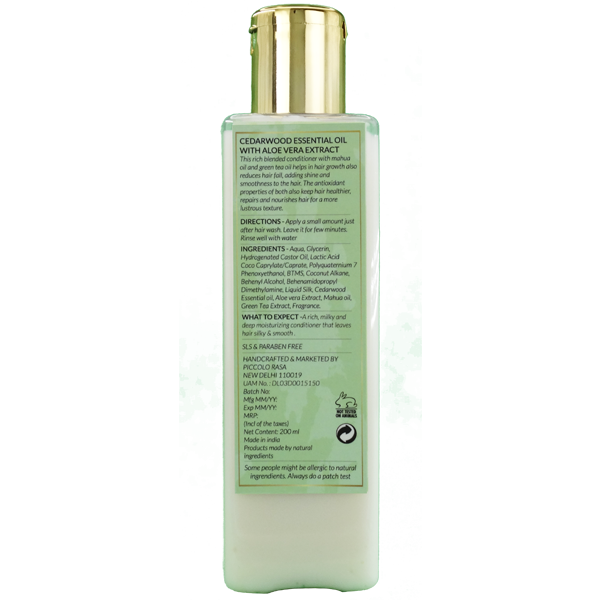 CEDARWOOD ESSENTIAL OIL
WITH ALOE VERA EXTRACT
This rich blended conditioner with mahua
oil and green tea oil helps in hair growth also
reduces hair fall, adding shine and
smoothness to the hair. The antioxidant
properties of both also keep hair healthier,
repairs and nourishes hair for a more
lustrous texture.
DIRECTIONS - Apply a small amount just
after hair wash. Leave it for few minutes.
Rinse well with water
INGREDIENTS - Aqua, Glycerin,
Hydrogenated Castor Oil, Lactic Acid
Coco Caprylate/Caprate, Polyquaternium 7
Phenoxyethanol, BTMS, Coconut Alkane,
Behenyl Alcohol, Behenamidopropyl
Dimethylamine, Liquid Silk, Cedarwood
Essential oil, Aloe vera Extract, Mahua oil,
Green Tea Extract, Fragrance.
WHAT TO EXPECT -A rich, milky and
deep moisturizing conditioner that leaves
hair silky & smooth .
SLS & PARABEN FREE
HANDCRAFTED & MARKETED BY
PICCOLO RASA
NEW DELHI 110019
UAM No. : DL03D0015150
Batch No:
Mfg MM/YY:
Exp MM/YY:
MRP:
(Incl of the taxes)
Net Content: 200 ml
Made in india
Products made by natural
ingredients
NOT TESTED
ON ANIMALS
Some people might be allergic to natural
ingrendients. Always do a patch test